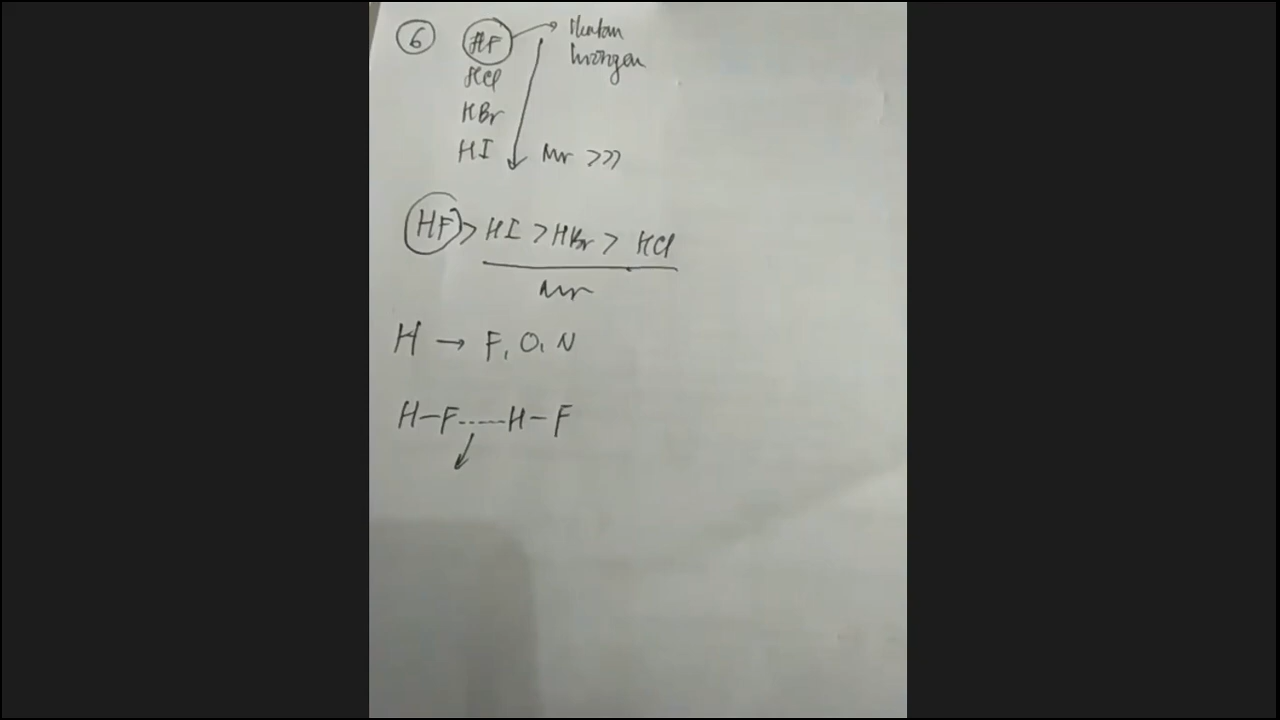 6 HF → Ikatan
hidrogen
HCl
HBr
HI Mr >>>
HF > HI > HBr > HCl
Mr
H → F, O, N
H–F-----H–F